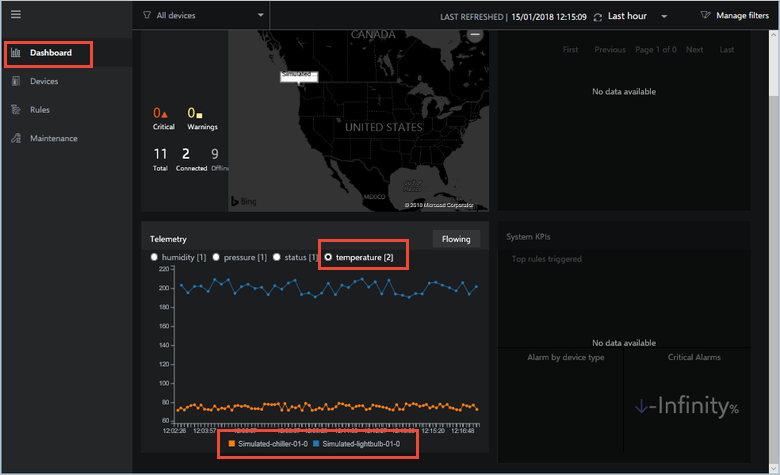 All devices
LAST REFRESHED | 15/01/2018 12:15:09
Last hour
Manage filters
Dashboard
Devices
Rules
Maintenance
CANADA
Simulated
UNITED STATES
MEXICO
Bing
© 2018 Microsoft Corporation
0
Critical
0
Warnings
11
Total
2
Connected
9
Offline
First Previous Page 1 of 0 Next Last
No data available
Telemetry
Flowing
humidity [1] pressure [1] status [1] temperature [2]
220
200
180
160
140
120
100
80
60
12:02:26 12:03:57 12:15:26 12:16:48
Simulated-chiller-01-0 Simulated-lightbulb-01-0
System KPIs
Top rules triggered
No data available
Alarm by device type
Critical Alarms
-Infinity%